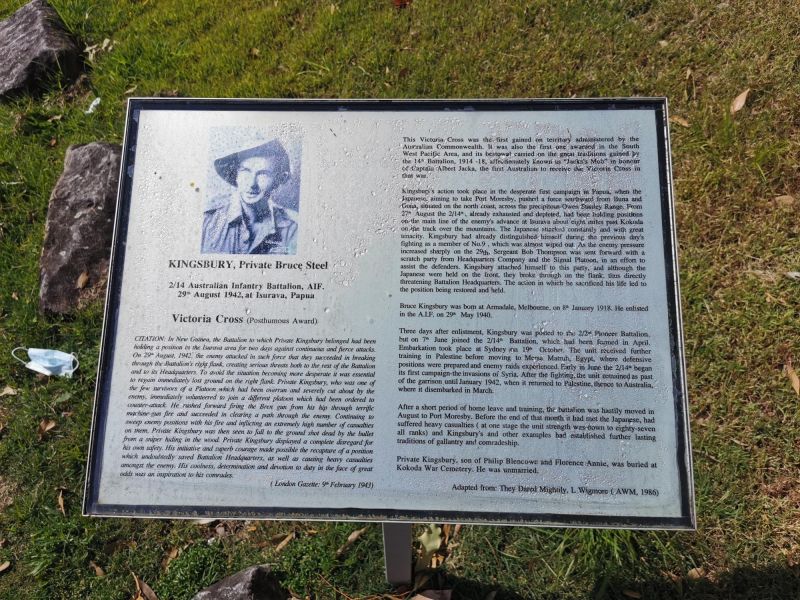 KINGSBURY, Private Bruce Steel
2/14 Australian Infantry Battalion, AIF.
29th August 1942, at Isurava, Papua
Victoria Cross (Posthumous Award)
CITATION: In New Guinea, the Battalion to which Private Kingsbury belonged had been
holding a position in the Isurava area for two days against continuous and fierce attacks.
On 29th August, 1942, the enemy attacked in such force that they succeeded in breaking
through the Battalion's right flank, creating serious threats both to the rest of the Battalion
and to its Headquarters. To avoid the situation becoming more desperate it was essential
to regain immediately lost ground on the right flank. Private Kingsbury, who was one of
the few survivors of a Platoon which had been overrun and severely cut about by the
enemy, immediately volunteered to join a different platoon which had been ordered to
counter-attack. He rushed forward firing the Bren gun from his hip through terrific
machine-gun fire and succeeded in clearing a path through the enemy. Continuing to
sweep enemy positions with his fire and inflicting an extremely high number of casualties
on them, Private Kingsbury was then seen to fall to the ground shot dead by the bullet
from a sniper hiding in the wood. Private Kingsbury displayed a complete disregard for
his own safety. His initiative and superb courage made possible the recapture of a position
which undoubtedly saved Battalion Headquarters, as well as causing heavy casualties
amongst the enemy. His coolness, determination and devotion to duty in the face of great
odds was an inspiration to his comrades.
( London Gazette: 9th February 1943)
This Victoria Cross was the first gained on territory administered by the
Australian Commonwealth. It was also the first one awarded in the South
West Pacific Area, and its bestowal carried on the great traditions gained by
the 14th Battalion, 1914 -18, affectionately known as "Jacka's Mob" in honour
of Captain Albert Jacka, the first Australian to receive the Victoria Cross in
that war.
Kingsbury's action took place in the desperate first campaign in Papua, when the
Japanese, aiming to take Port Moresby, pushed a force southward from Buna and
Gona, situated on the north coast, across the precipitous Owen Stanley Range. From
27th August the 2/14th, already exhausted and depleted, had been holding positions
on the main line of the enemy's advance at Isurava about eight miles past Kokoda
on the track over the mountains. The Japanese attacked constantly and with great
tenacity. Kingsbury had already distinguished himself during the previous day's
fighting as a member of No.9 , which was almost wiped out. As the enemy pressure
increased sharply on the 29th, Sergeant Bob Thompson was sent forward with a
scratch party from Headquarters Company and the Signal Platoon, in an effort to
assist the defenders. Kingsbury attached himself to this party, and although the
Japanese were held on the front, they broke through on the flank, thus directly
threatening Battalion Headquarters. The action in which he sacrificed his life led to
the position being restored and held.
Bruce Kingsbury was born at Armadale, Melbourne, on 8th January 1918. He enlisted
in the A.I.F. on 29th May 1940.
Three days after enlistment, Kingsbury was posted to the 2/2nd Pioneer Battalion,
but on 7th June joined the 2/14th Battalion, which had been formed in April.
Embarkation took place at Sydney on 19th October. The unit received further
training in Palestine before moving to Mersa Matruh, Egypt, where defensive
positions were prepared and enemy raids experienced. Early in June the 2/14th began
its first campaign-the invasion of Syria. After the fighting, the unit remained as part
of the garrison until January 1942, when it returned to Palestine, thence to Australia,
where it disembarked in March.
After a short period of home leave and training, the battalion was hastily moved in
August to Port Moresby. Before the end of that month it had met the Japanese, had
suffered heavy casualties ( at one stage the unit strength was down to eighty-seven
all ranks) and Kingsbury's and other examples had established further lasting
traditions of gallantry and comradeship.
Private Kingsbury, son of Philip Blencowe and Florence Annie, was buried at
Kokoda War Cemetery. He was unmarried.
Adapted from: They Dared Mightily, L Wigmore ( AWM, 1986)